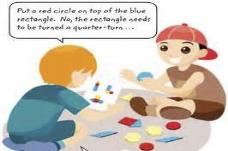 Put a red circle on top of the blue
rectangle. No, the rectangle needs
to be turned a quarter-turn ...